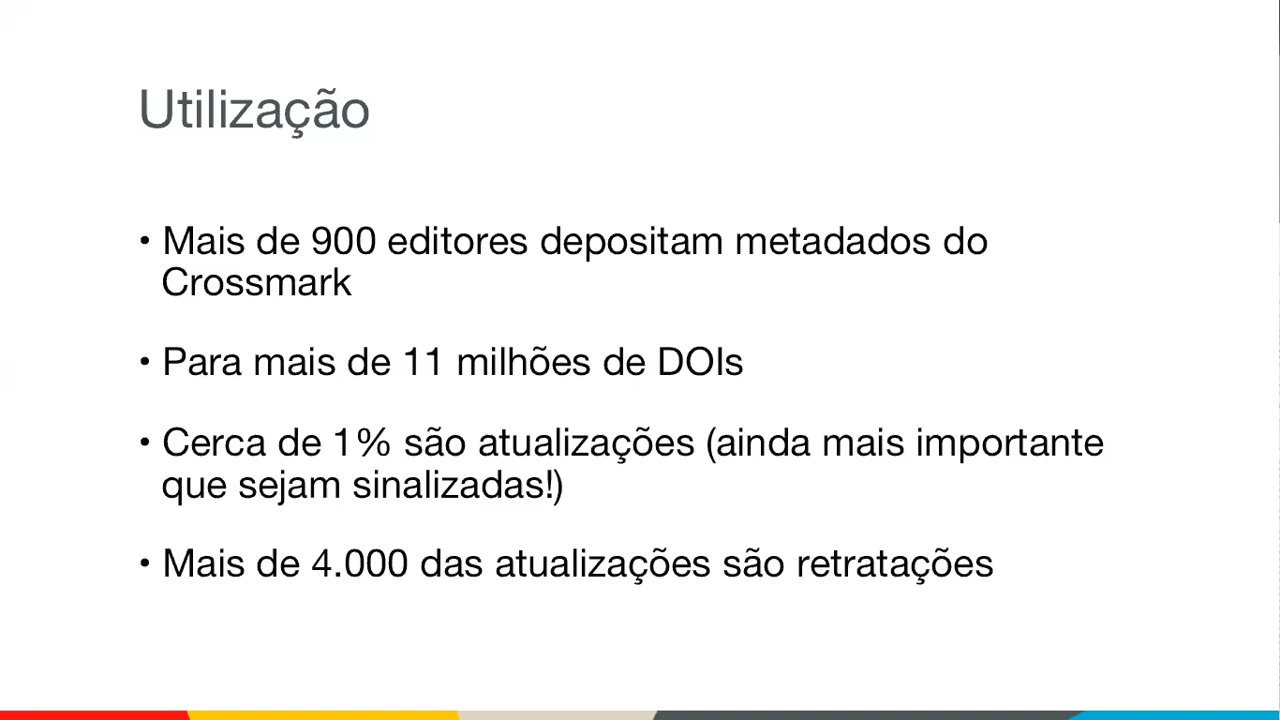 Utilização
• Mais de 900 editores depositam metadados do
Crossmark
• Para mais de 11 milhões de DOIs
• Cerca de 1% são atualizações (ainda mais importante
que sejam sinalizadas!)
• Mais de 4.000 das atualizações são retratações